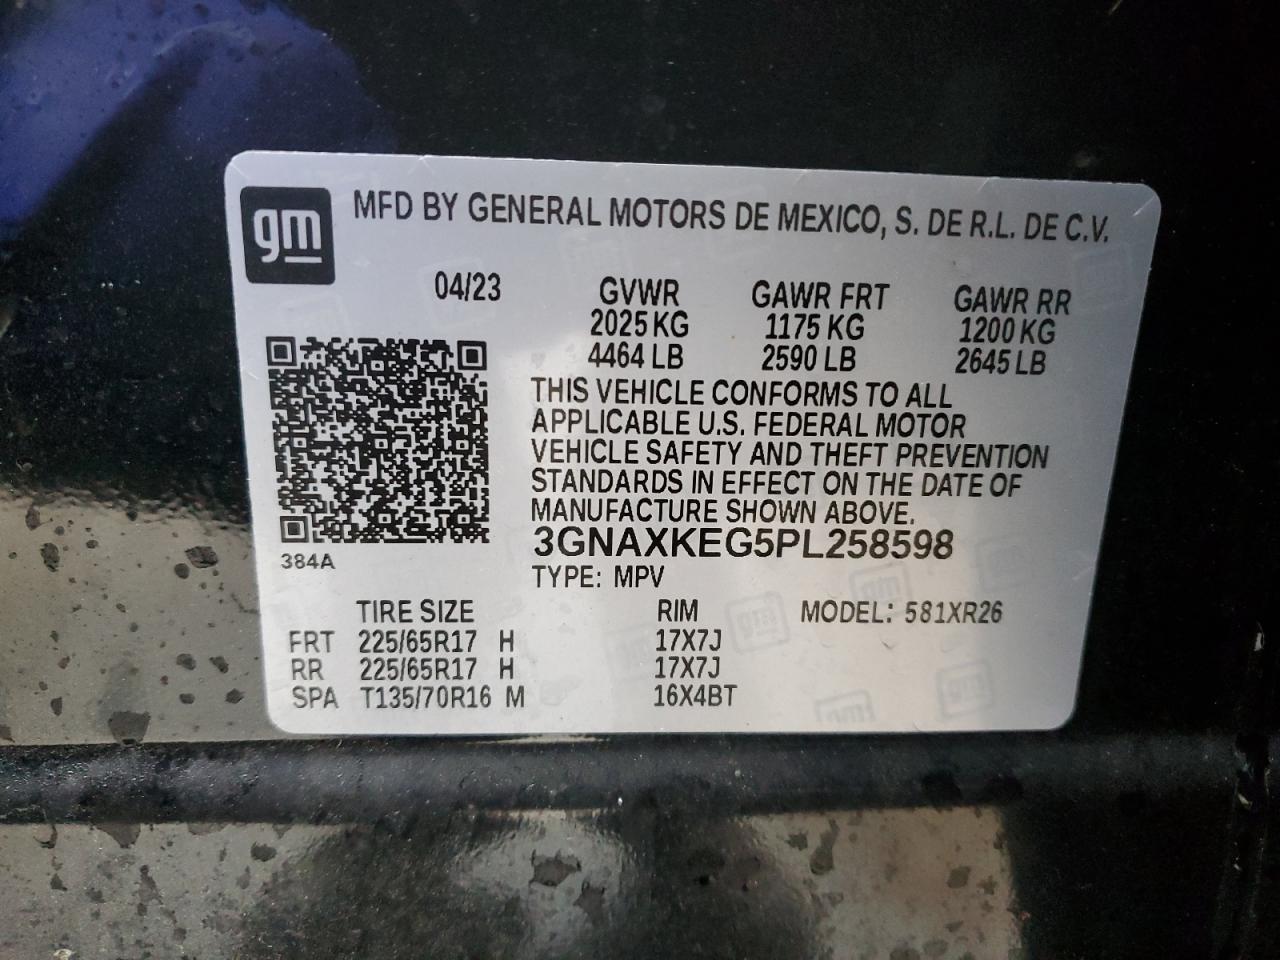 gm
MFD BY GENERAL MOTORS DE MEXICO, S. DE R.L. DE C.V.
04/23 GVWR GAWR FRT GAWR RR
2025 KG 1175 KG 1200 KG
4464 LB 2590 LB 2645 LB
THIS VEHICLE CONFORMS TO ALL
APPLICABLE U.S. FEDERAL MOTOR
VEHICLE SAFETY AND THEFT PREVENTION
STANDARDS IN EFFECT ON THE DATE OF
MANUFACTURE SHOWN ABOVE.
3GNAXKEG5PL258598
384A
TYPE: MPV
TIRE SIZE RIM MODEL: 581XR26
FRT 225/65R17 H 17X7J
RR 225/65R17 H 17X7J
SPA T135/70R16 M 16X4BT